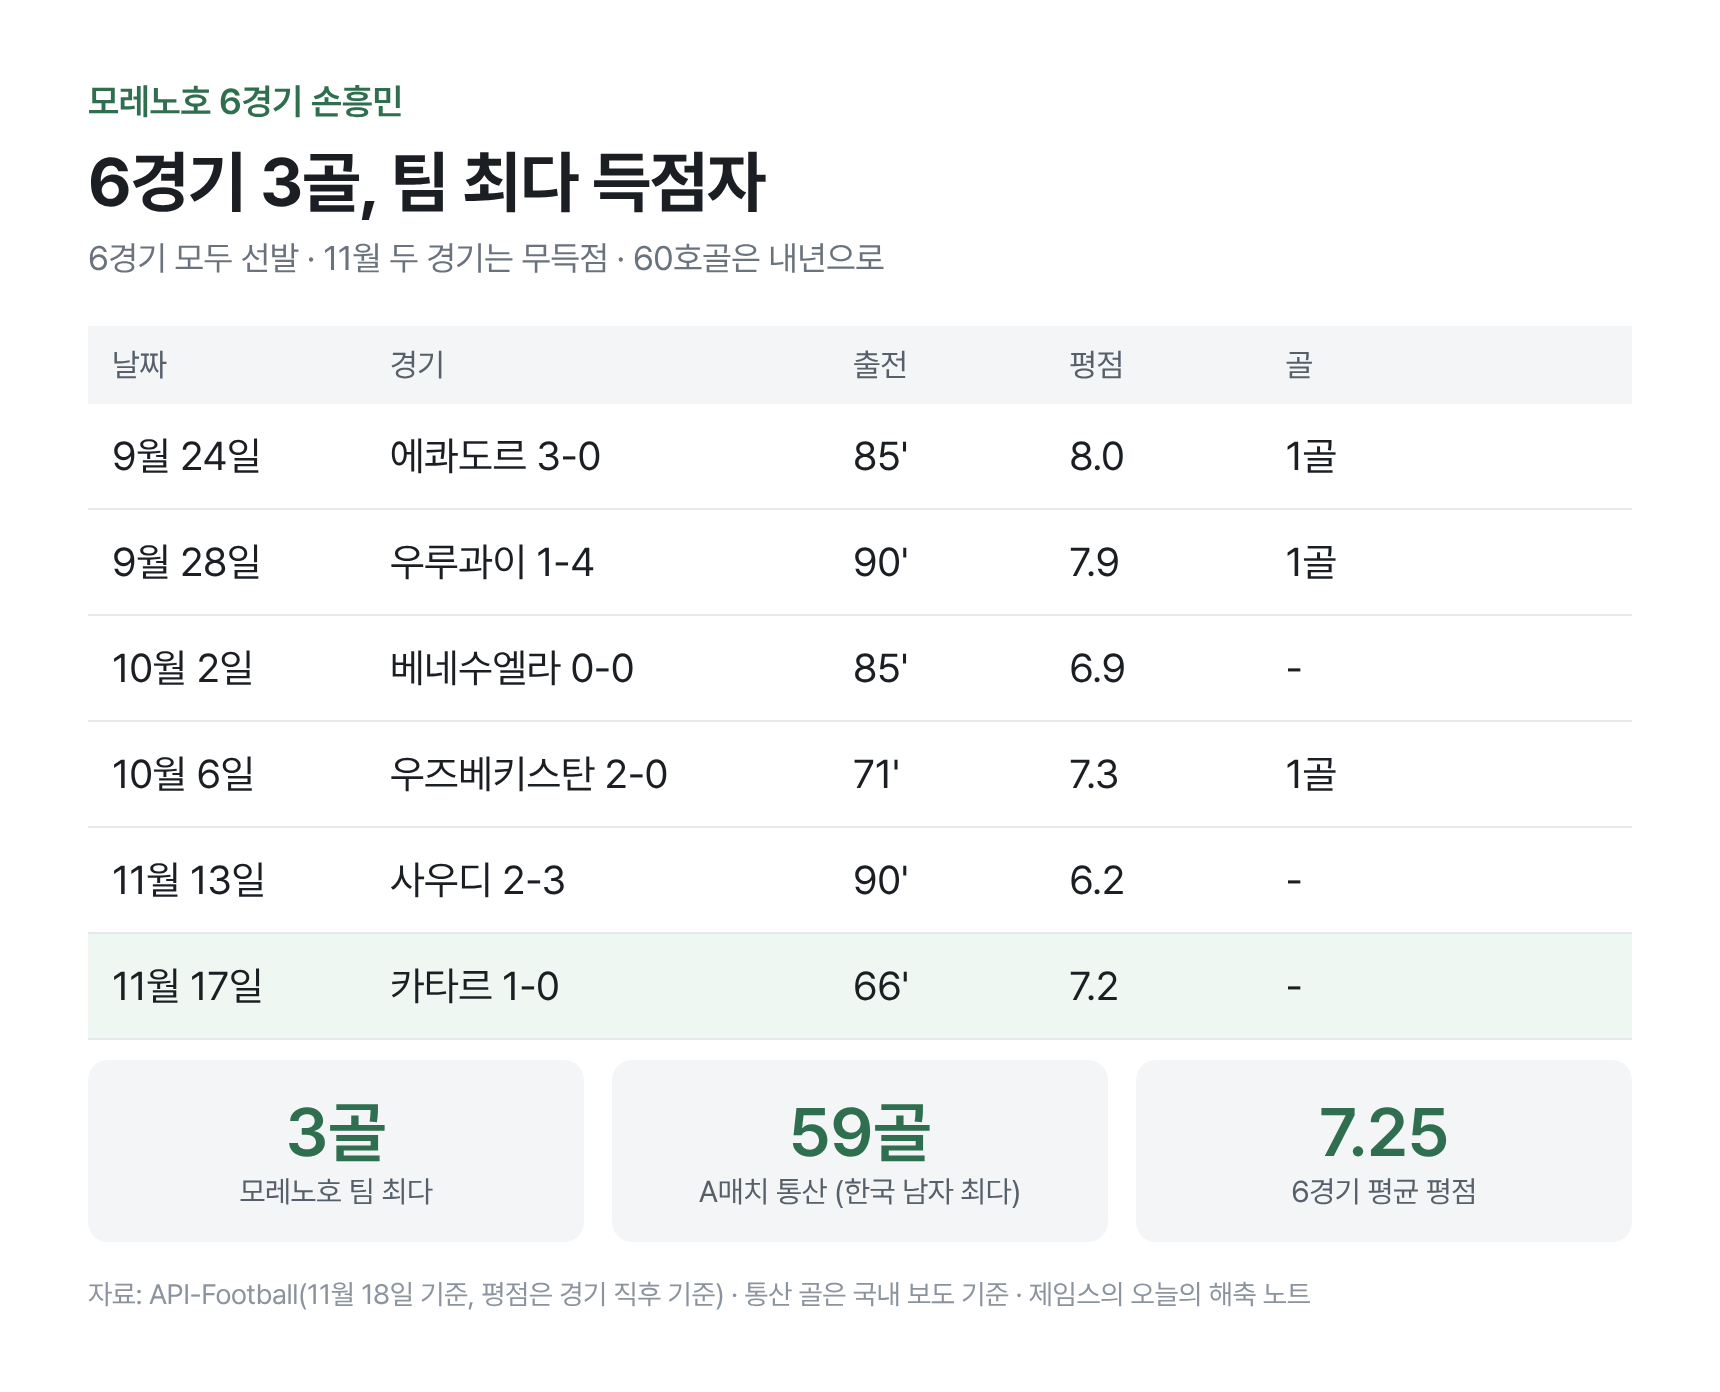 모레노호 6경기 손흥민
6경기 3골, 팀 최다 득점자
6경기 모두 선발 · 11월 두 경기는 무득점 · 60호골은 내년으로
날짜 경기 출전 평점 골
9월 24일 에콰도르 3-0 85' 8.0 1골
9월 28일 우루과이 1-4 90' 7.9 1골
10월 2일 베네수엘라 0-0 85' 6.9 -
10월 6일 우즈베키스탄 2-0 71' 7.3 1골
11월 13일 사우디 2-3 90' 6.2 -
11월 17일 카타르 1-0 66' 7.2 -
3골 59골 7.25
모레노호 팀 최다 A매치 통산 (한국 남자 최다) 6경기 평균 평점
자료: API-Football(11월 18일 기준, 평점은 경기 직후 기준) · 통산 골은 국내 보도 기준 · 제임스의 오늘의 해축 노트